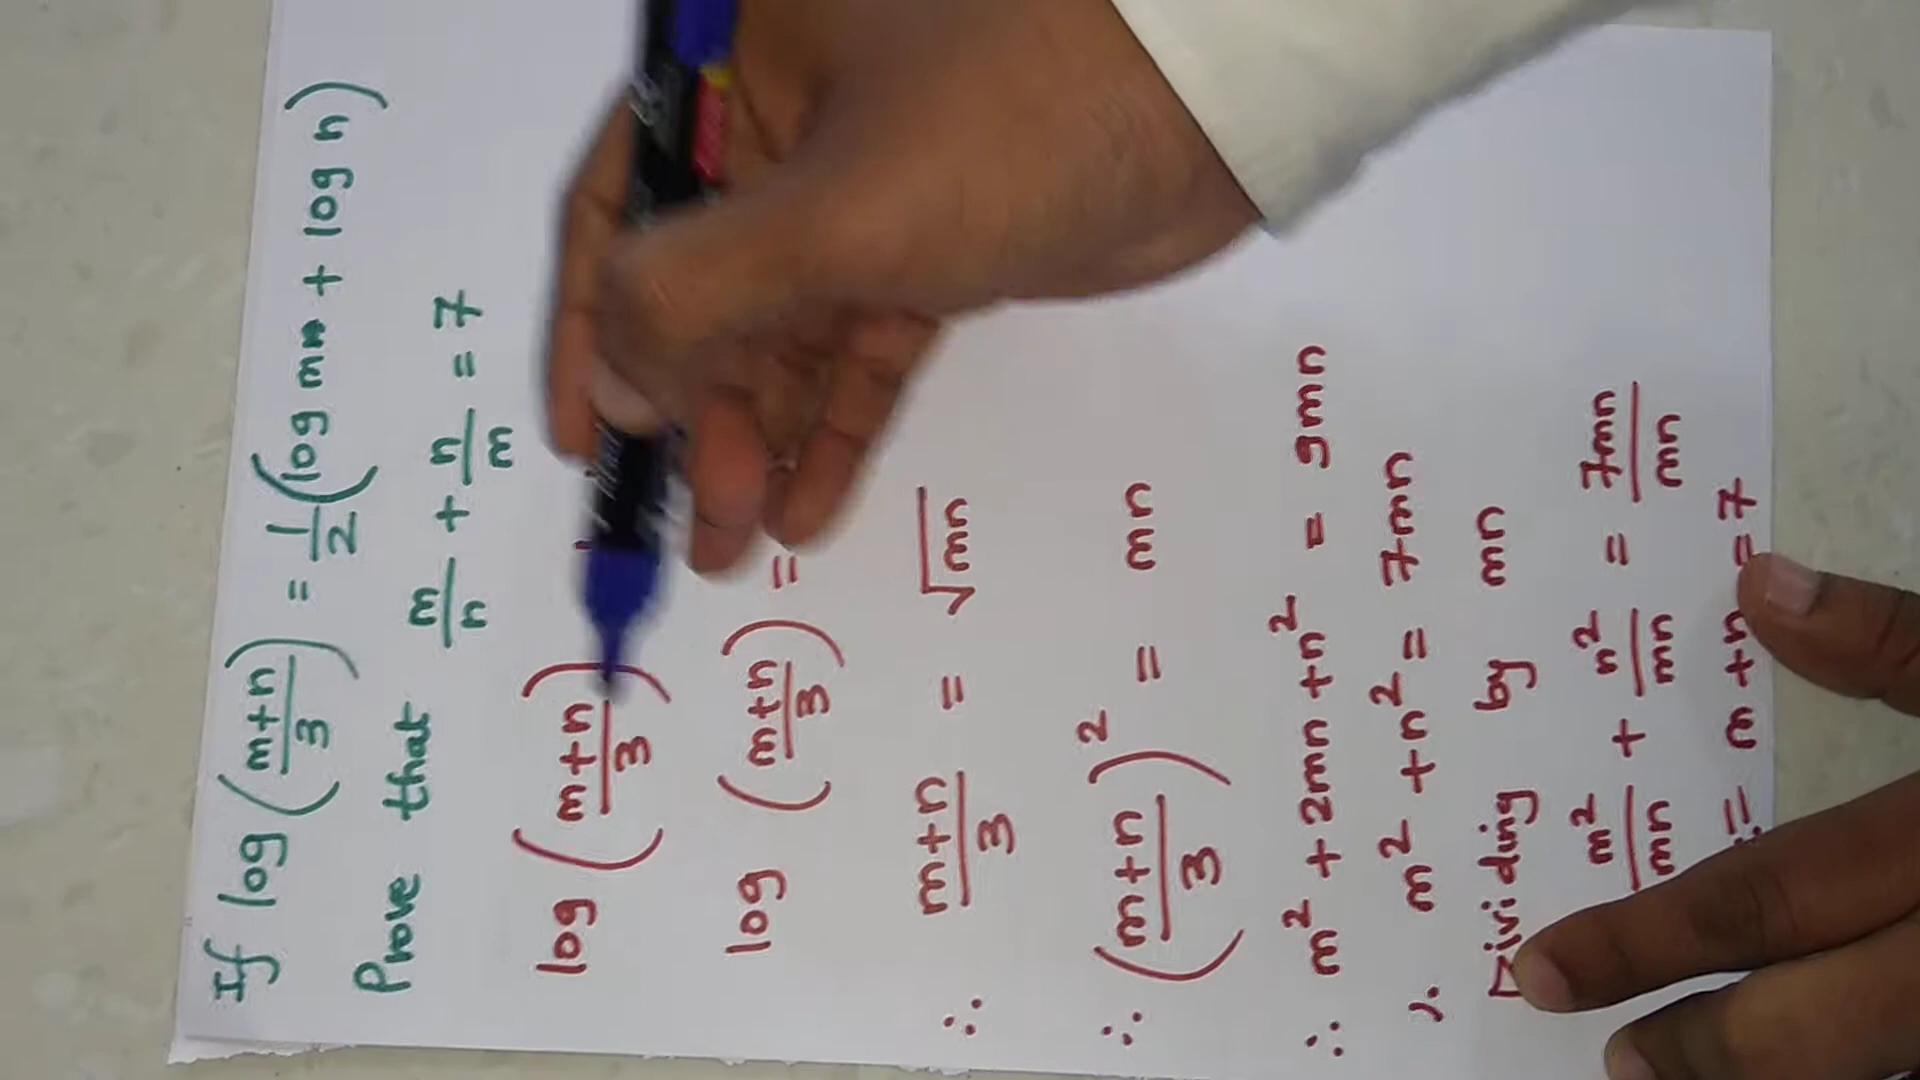 If log (m+n/3) = 1/2 (log m + log n)
Prove that m/n + n/m = 7
log (m+n/3)
log (m+n/3) =
∴ m+n/3 = √mn
∴ (m+n/3)² = mn
∴ m² + 2mn + n² = 9mn
∴ m² + n² = 7mn
Dividing by mn
m²/mn + n²/mn = 7mn/mn
∴ = m + n = 7